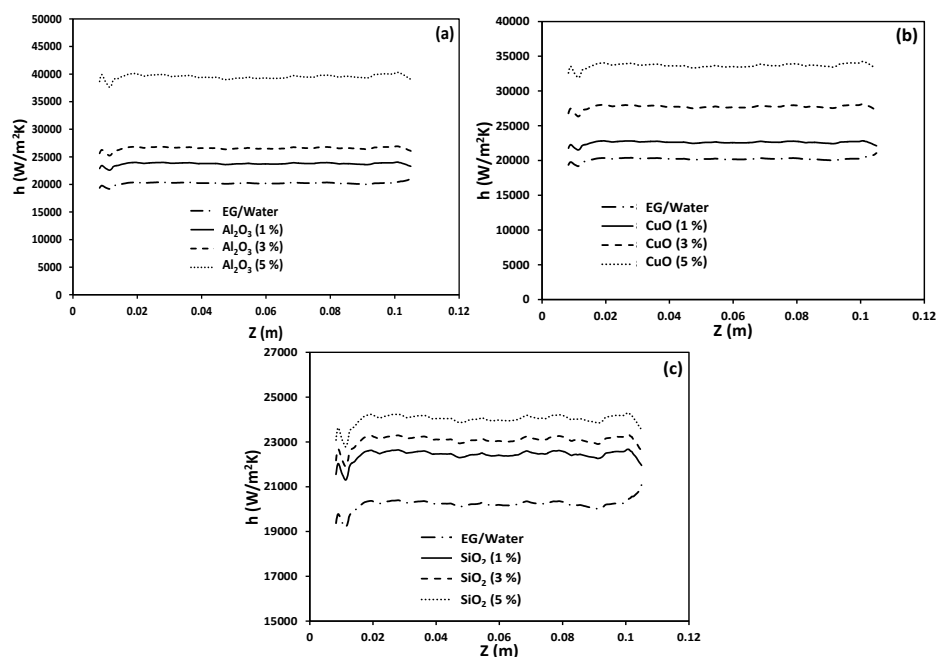 (a)
50000
45000
40000
35000
30000
25000
20000
15000
10000
5000
0
h (W/m²K)
EG/Water
Al₂O₃ (1 %)
Al₂O₃ (3 %)
Al₂O₃ (5 %)
0 0.02 0.04 0.06 0.08 0.1 0.12
Z (m)
(b)
40000
35000
30000
25000
20000
15000
10000
5000
0
h (W/m²K)
EG/Water
CuO (1 %)
CuO (3 %)
CuO (5 %)
0 0.02 0.04 0.06 0.08 0.1 0.12
Z (m)
(c)
27000
25000
23000
21000
19000
17000
15000
h (W/m²K)
EG/Water
SiO₂ (1 %)
SiO₂ (3 %)
SiO₂ (5 %)
0 0.02 0.04 0.06 0.08 0.1 0.12
Z (m)